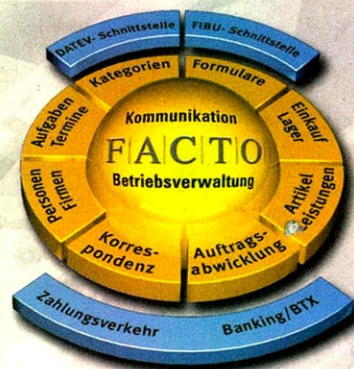 DATEV-Schnittstelle
FIBU-Schnittstelle
Kategorien
Formulare
Aufgaben
Termine
Einkauf
Lager
Kommunikation
F|A|C|T|O
Betriebsverwaltung
Personen
Firmen
Artikel
Leistungen
Korres-
pondenz
Auftrags-
abwicklung
Zahlungsverkehr
Banking/BTX